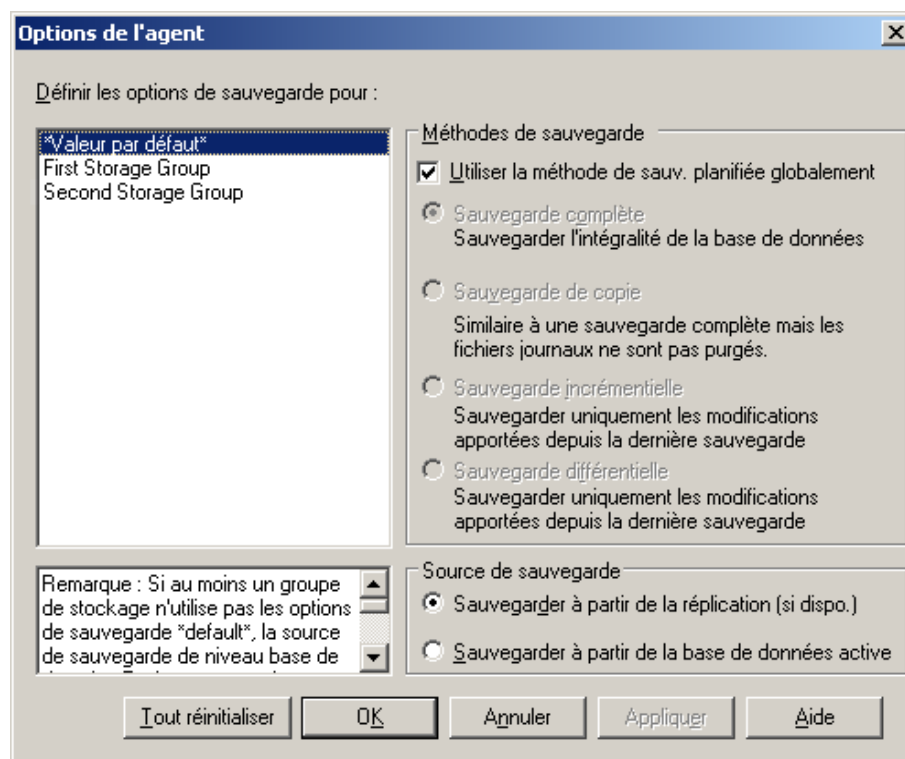 Options de l'agent
Définir les options de sauvegarde pour :
*Valeur par défaut*
First Storage Group
Second Storage Group
Méthodes de sauvegarde
Utiliser la méthode de sauv. planifiée globalement
Sauvegarde complète
Sauvegarder l'intégralité de la base de données
Sauvegarde de copie
Similaire à une sauvegarde complète mais les
fichiers journaux ne sont pas purgés.
Sauvegarde incrémentielle
Sauvegarder uniquement les modifications
apportées depuis la dernière sauvegarde
Sauvegarde différentielle
Sauvegarder uniquement les modifications
apportées depuis la dernière sauvegarde
Remarque : Si au moins un groupe
de stockage n'utilise pas les options
de sauvegarde *default*, la source
de sauvegarde de niveau base de
Source de sauvegarde
Sauvegarder à partir de la réplication (si dispo.)
Sauvegarder à partir de la base de données active
Tout réinitialiser
OK
Annuler
Appliquer
Aide